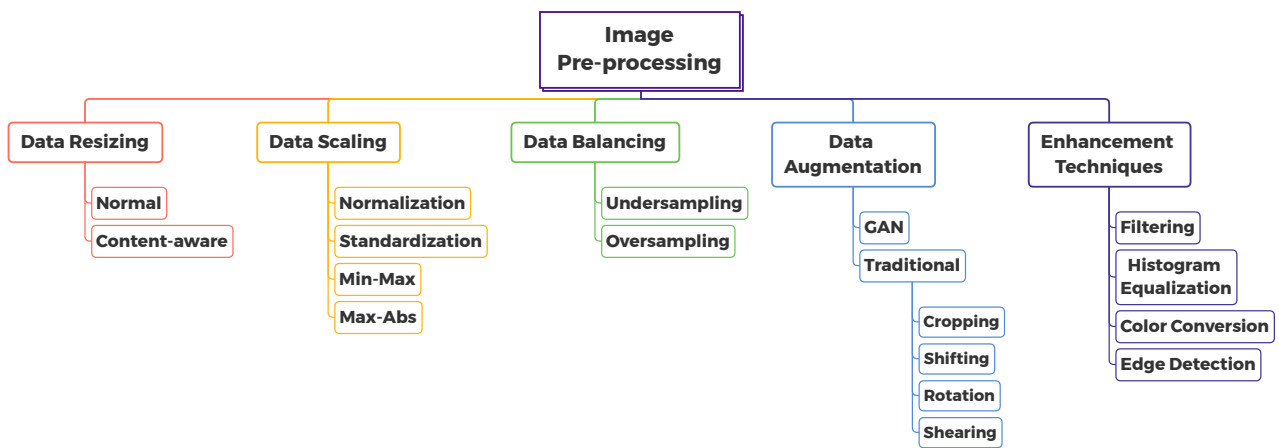 Image
Pre-processing
Data Resizing
Normal
Content-aware
Data Scaling
Normalization
Standardization
Min-Max
Max-Abs
Data Balancing
Undersampling
Oversampling
Data
Augmentation
GAN
Traditional
Cropping
Shifting
Rotation
Shearing
Enhancement
Techniques
Filtering
Histogram
Equalization
Color Conversion
Edge Detection